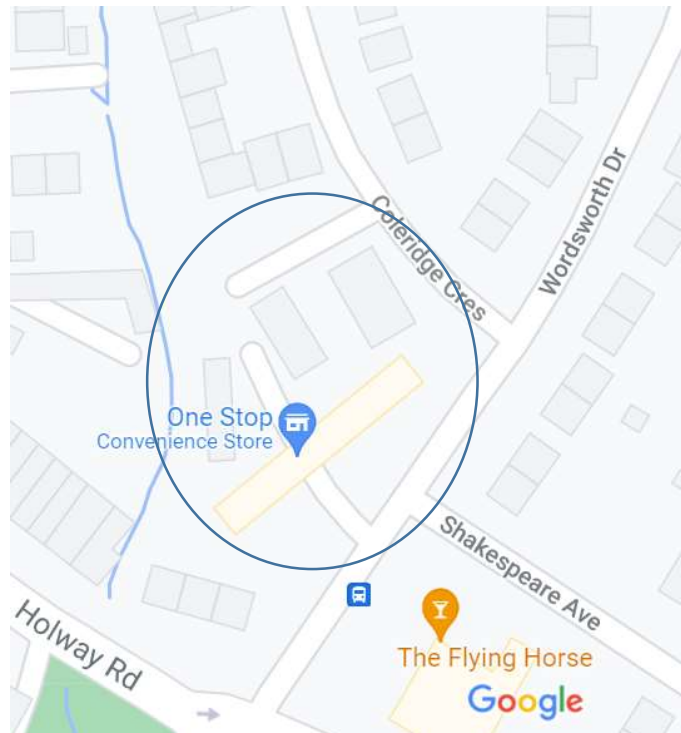 Coleridge Cres
Wordsworth Dr
One Stop
Convenience Store
Shakespeare Ave
Holway Rd
The Flying Horse
Google